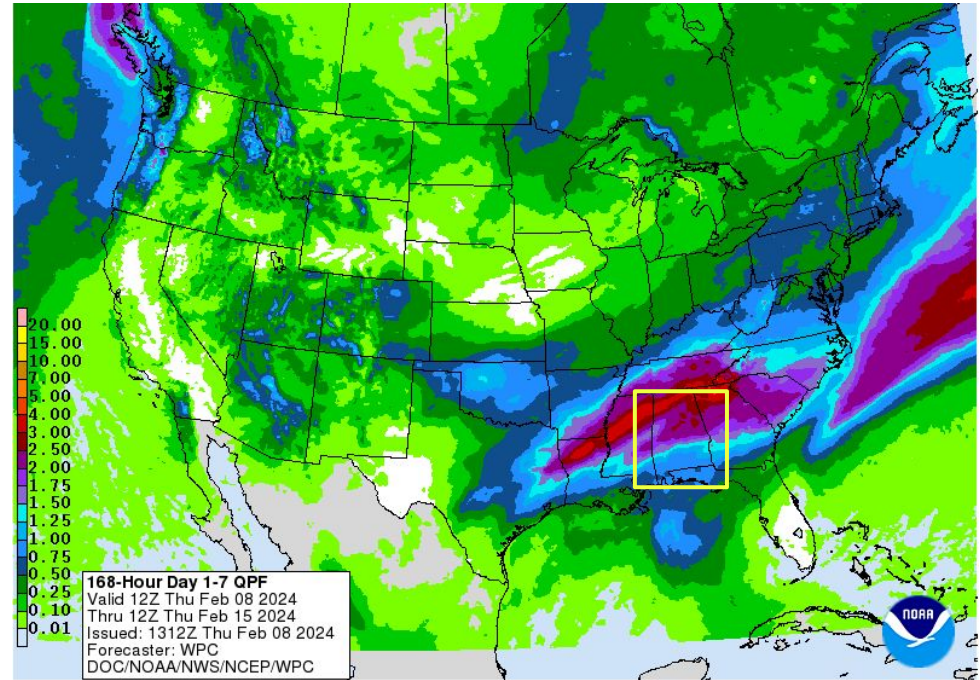 20.00
15.00
10.00
7.00
5.00
4.00
3.00
2.50
2.00
1.75
1.50
1.25
1.00
0.75
0.50
0.25
0.10
0.01
168-Hour Day 1-7 QPF
Valid 12Z Thu Feb 08 2024
Thru 12Z Thu Feb 15 2024
Issued: 1312Z Thu Feb 08 2024
Forecaster: WPC
DOC/NOAA/NWS/NCEP/WPC
NOAA